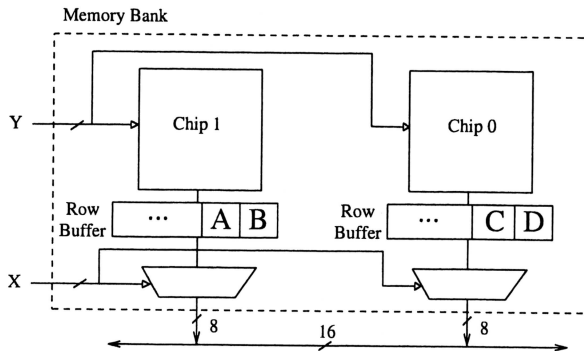 Memory Bank
Y
Chip 1
Chip 0
Row
Buffer
... A B
Row
Buffer
... C D
X
8
16
8